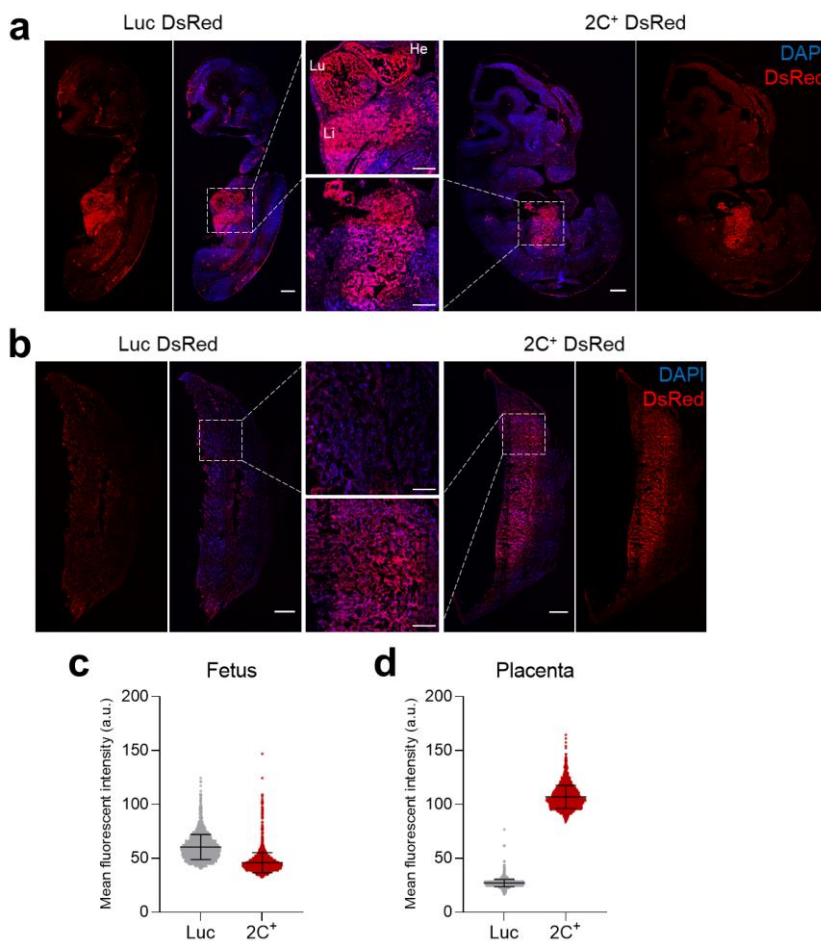 a
Luc DsRed
2C⁺ DsRed
Lu
He
Li
DAPI
DsRed
b
Luc DsRed
2C⁺ DsRed
DAPI
DsRed
c
Fetus
Mean fluorescent intensity (a.u.)
200
150
100
50
0
Luc
2C⁺
d
Placenta
Mean fluorescent intensity (a.u.)
200
150
100
50
0
Luc
2C⁺